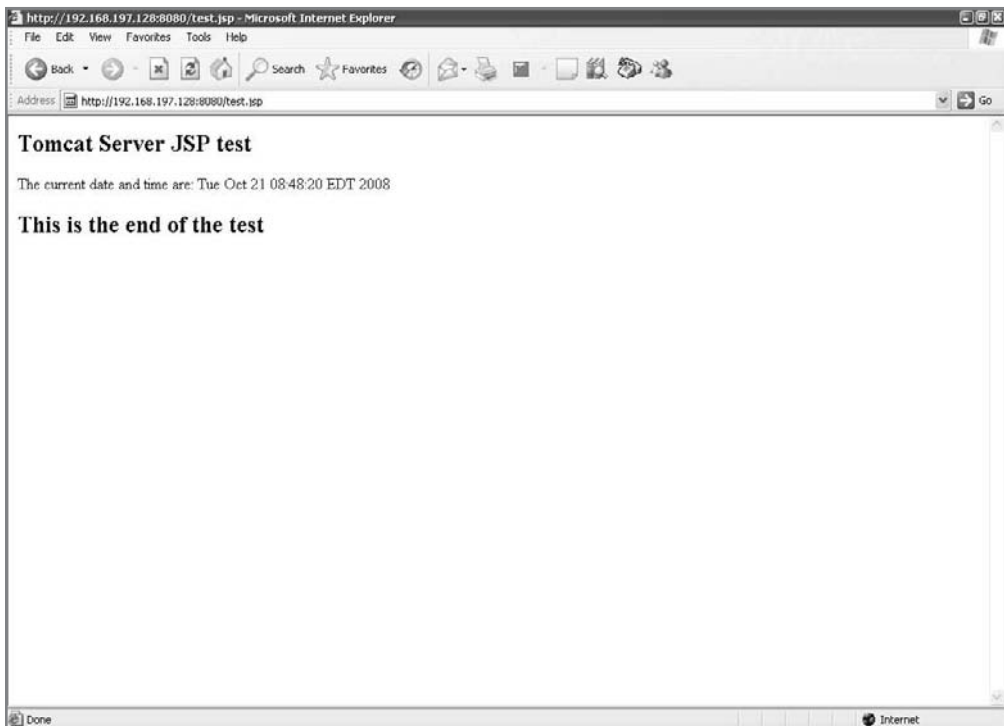 http://192.168.197.128:8080/test.jsp - Microsoft Internet Explorer
File Edit View Favorites Tools Help
Back Search Favorites
Address http://192.168.197.128:8080/test.jsp Go
Tomcat Server JSP test
The current date and time are: Tue Oct 21 08:48:20 EDT 2008
This is the end of the test
Done Internet